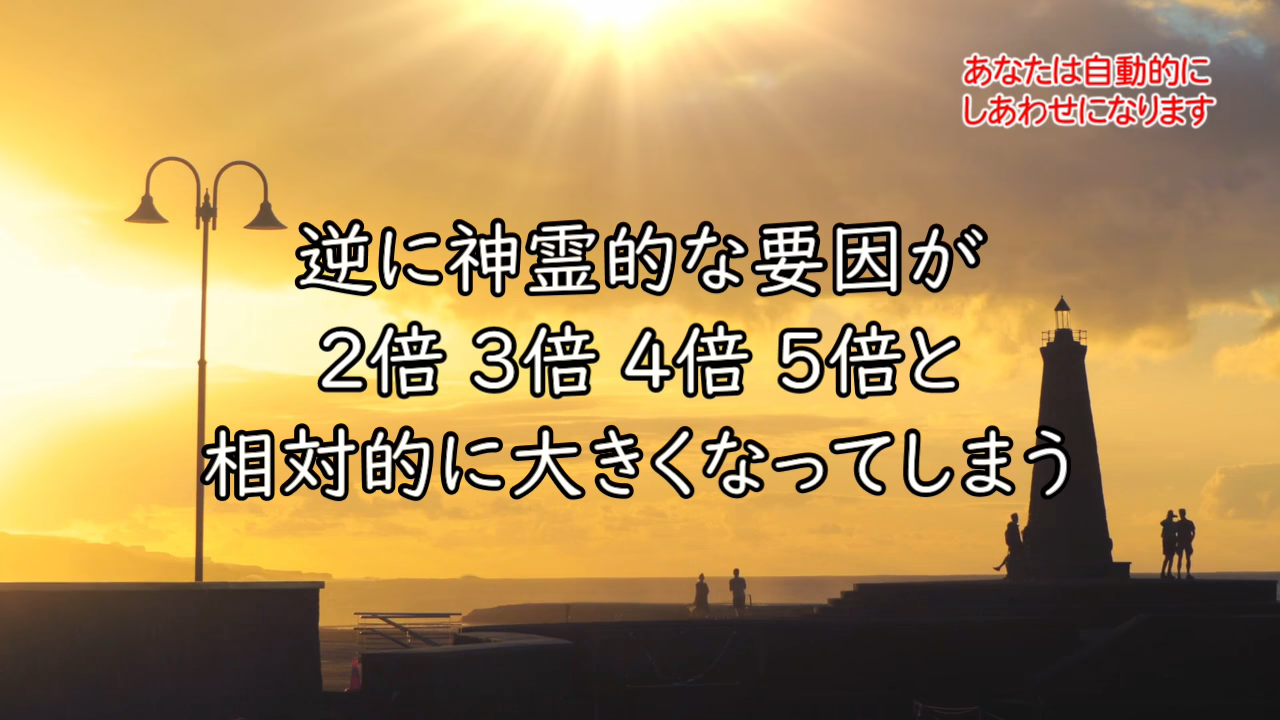 あなたは自動的に
しあわせになります
逆に神霊的な要因が
２倍 ３倍 ４倍 ５倍と
相対的に大きくなってしまう